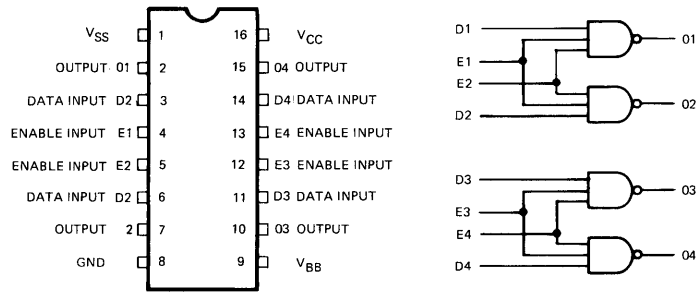 VSS 1 16 VCC
OUTPUT 01 2 15 04 OUTPUT
DATA INPUT D2 3 14 D4 DATA INPUT
ENABLE INPUT E1 4 13 E4 ENABLE INPUT
ENABLE INPUT E2 5 12 E3 ENABLE INPUT
DATA INPUT D2 6 11 D3 DATA INPUT
OUTPUT 2 7 10 03 OUTPUT
GND 8 9 VBB
D1
01
E1
E2
02
D2
D3
03
E3
E4
04
D4